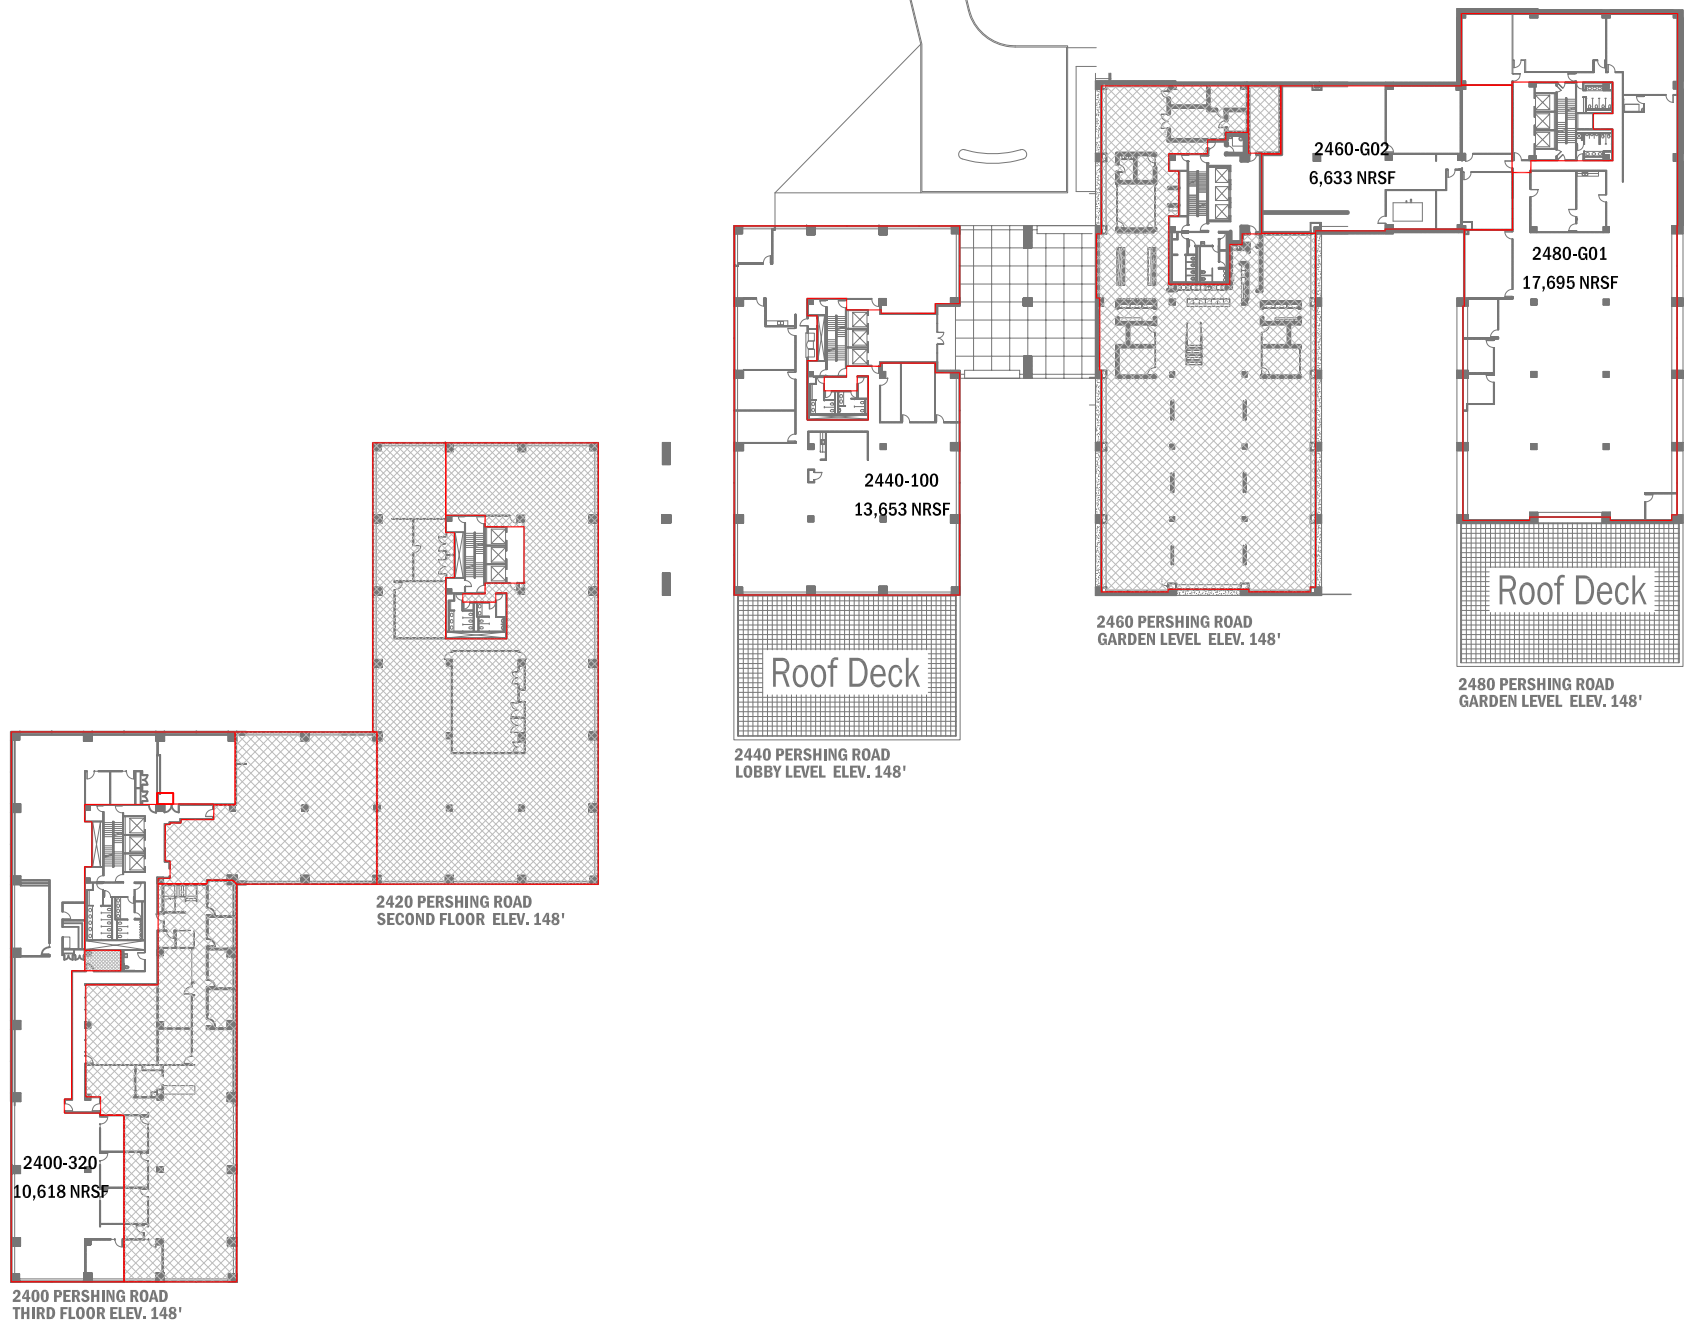 2460-G02
6,633 NRSF
2480-G01
17,695 NRSF
2440-100
13,653 NRSF
Roof Deck
2460 PERSHING ROAD
GARDEN LEVEL ELEV. 148'
Roof Deck
2480 PERSHING ROAD
GARDEN LEVEL ELEV. 148'
2440 PERSHING ROAD
LOBBY LEVEL ELEV. 148'
2420 PERSHING ROAD
SECOND FLOOR ELEV. 148'
2400-320
10,618 NRSF
2400 PERSHING ROAD
THIRD FLOOR ELEV. 148'